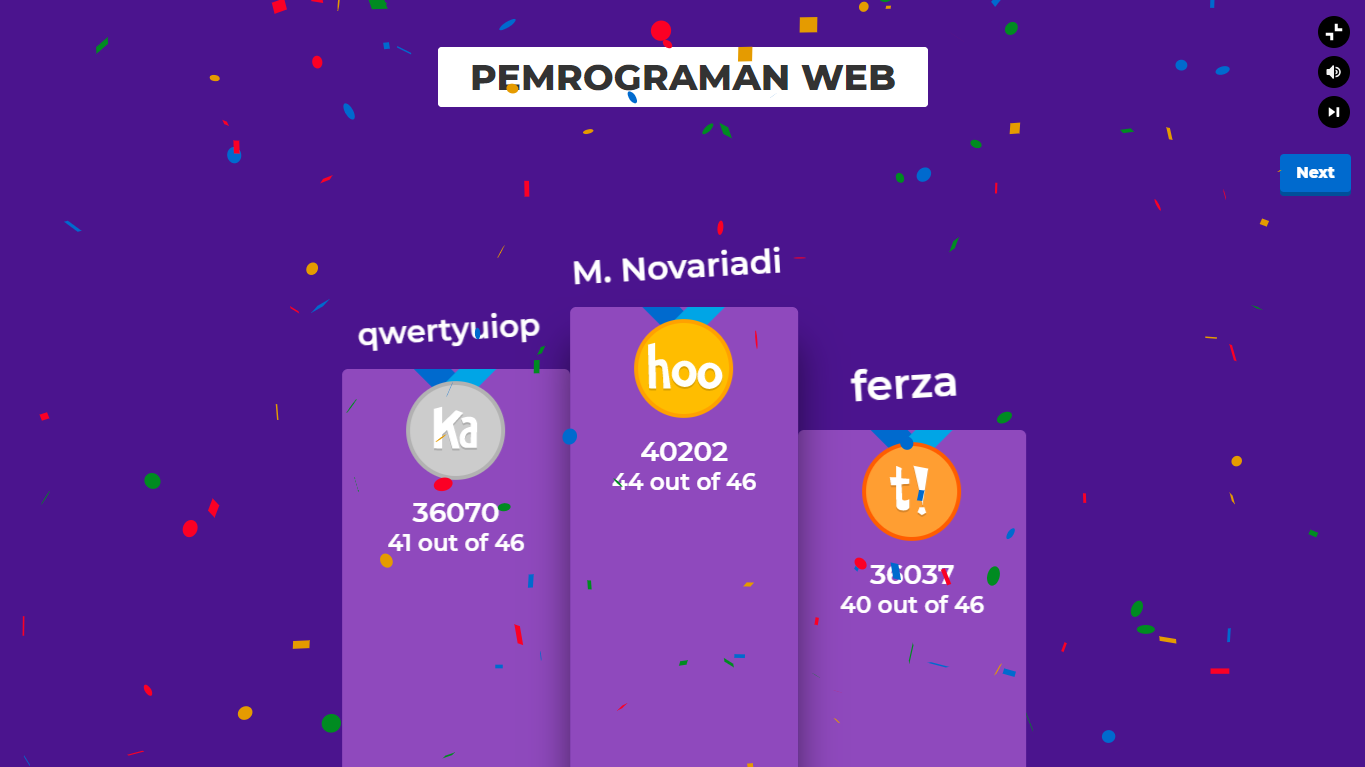 PEMROGRAMAN WEB
Next
M. Novariadi
hoo
40202
44 out of 46
qwertyuiop
Ka
36070
41 out of 46
ferza
t!
36037
40 out of 46